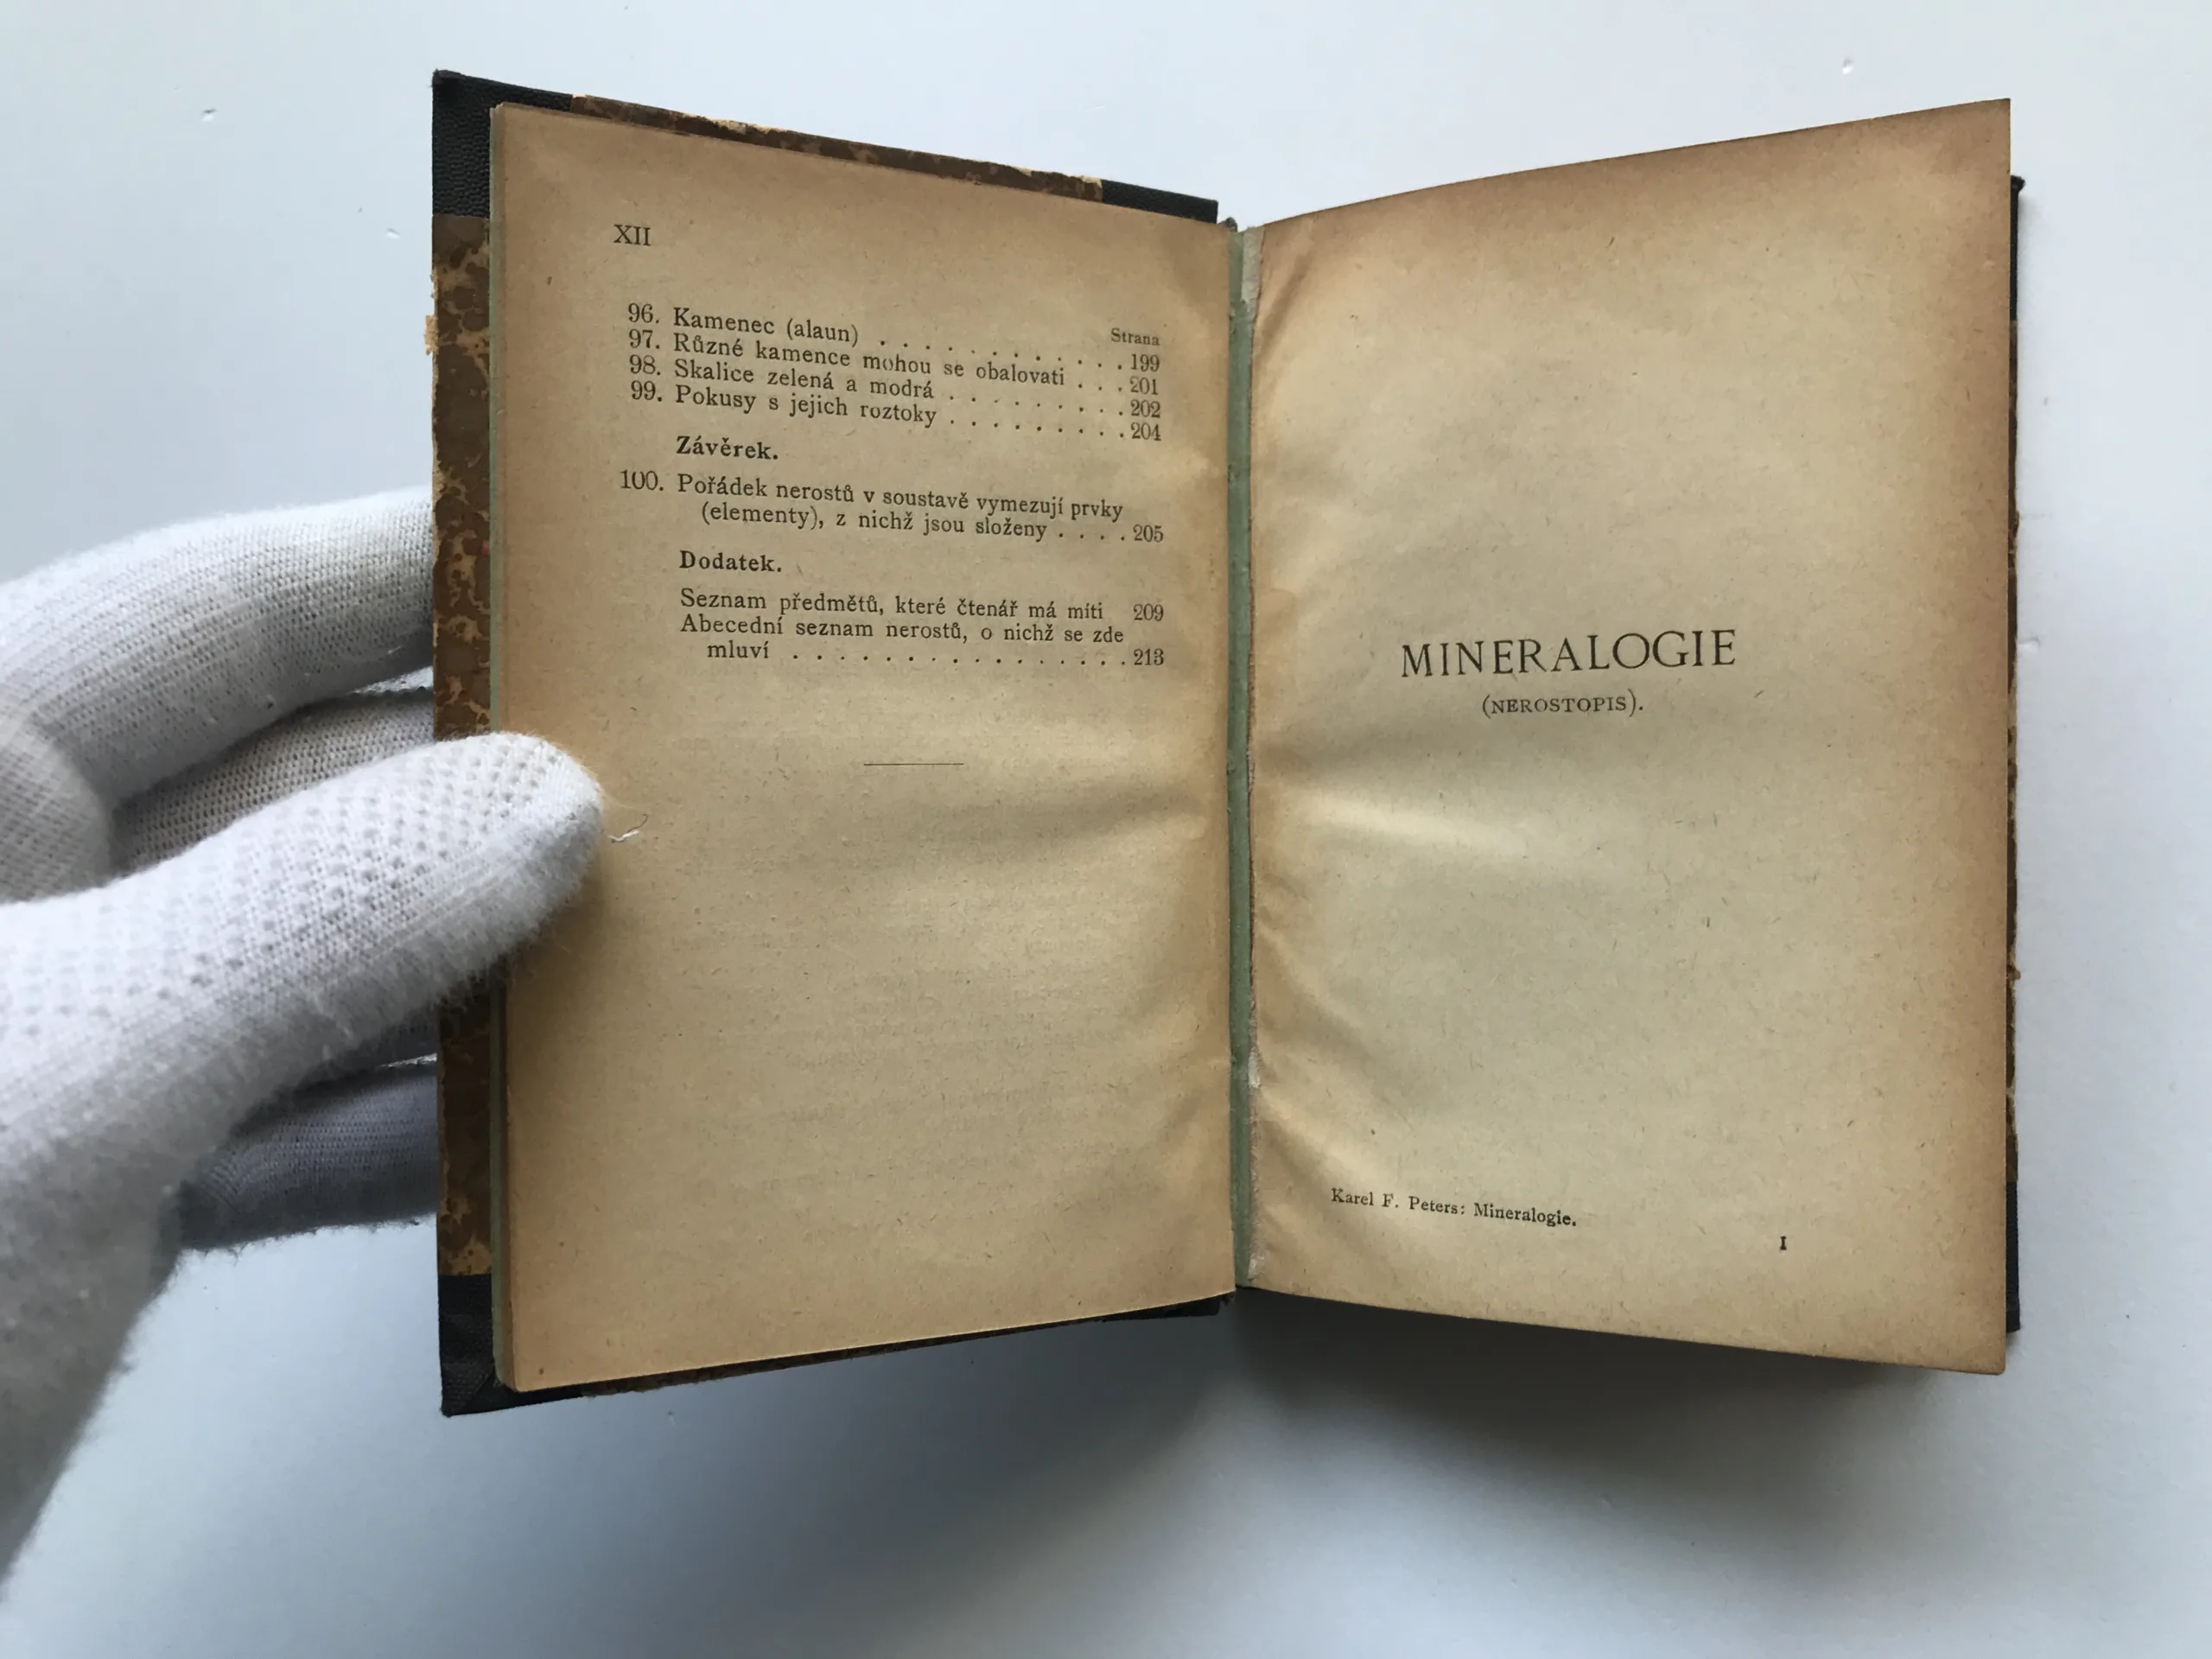 XII
Strana
96. Kamenec (alaun) . . . . . . . . . . . . . 199
97. Různé kamence mohou se obalovati . . . 201
98. Skalice zelená a modrá . . . . . . . . . 202
99. Pokusy s jejich roztoky . . . . . . . . . 204
Závěrek.
100. Pořádek nerostů v soustavě vymezují prvky
(elementy), z nichž jsou složeny . . . . 205
Dodatek.
Seznam předmětů, které čtenář má míti 209
Abecední seznam nerostů, o nichž se zde
mluví . . . . . . . . . . . . . . . 213
MINERALOGIE
(NEROSTOPIS).
Karel F. Peters: Mineralogie.
I